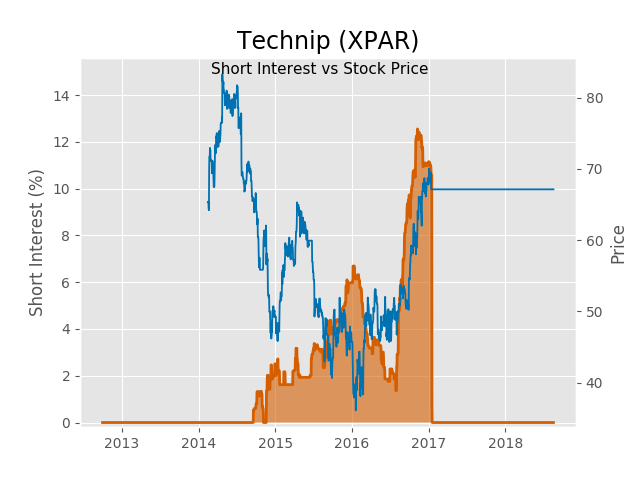 Technip (XPAR)
Short Interest vs Stock Price
Short Interest (%)
14
12
10
8
6
4
2
0
80
70
60
50
40
Price
2013 2014 2015 2016 2017 2018